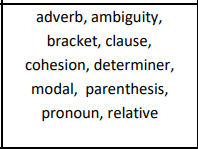 adverb, ambiguity,
bracket, clause,
cohesion, determiner,
modal,  parenthesis,
pronoun, relative